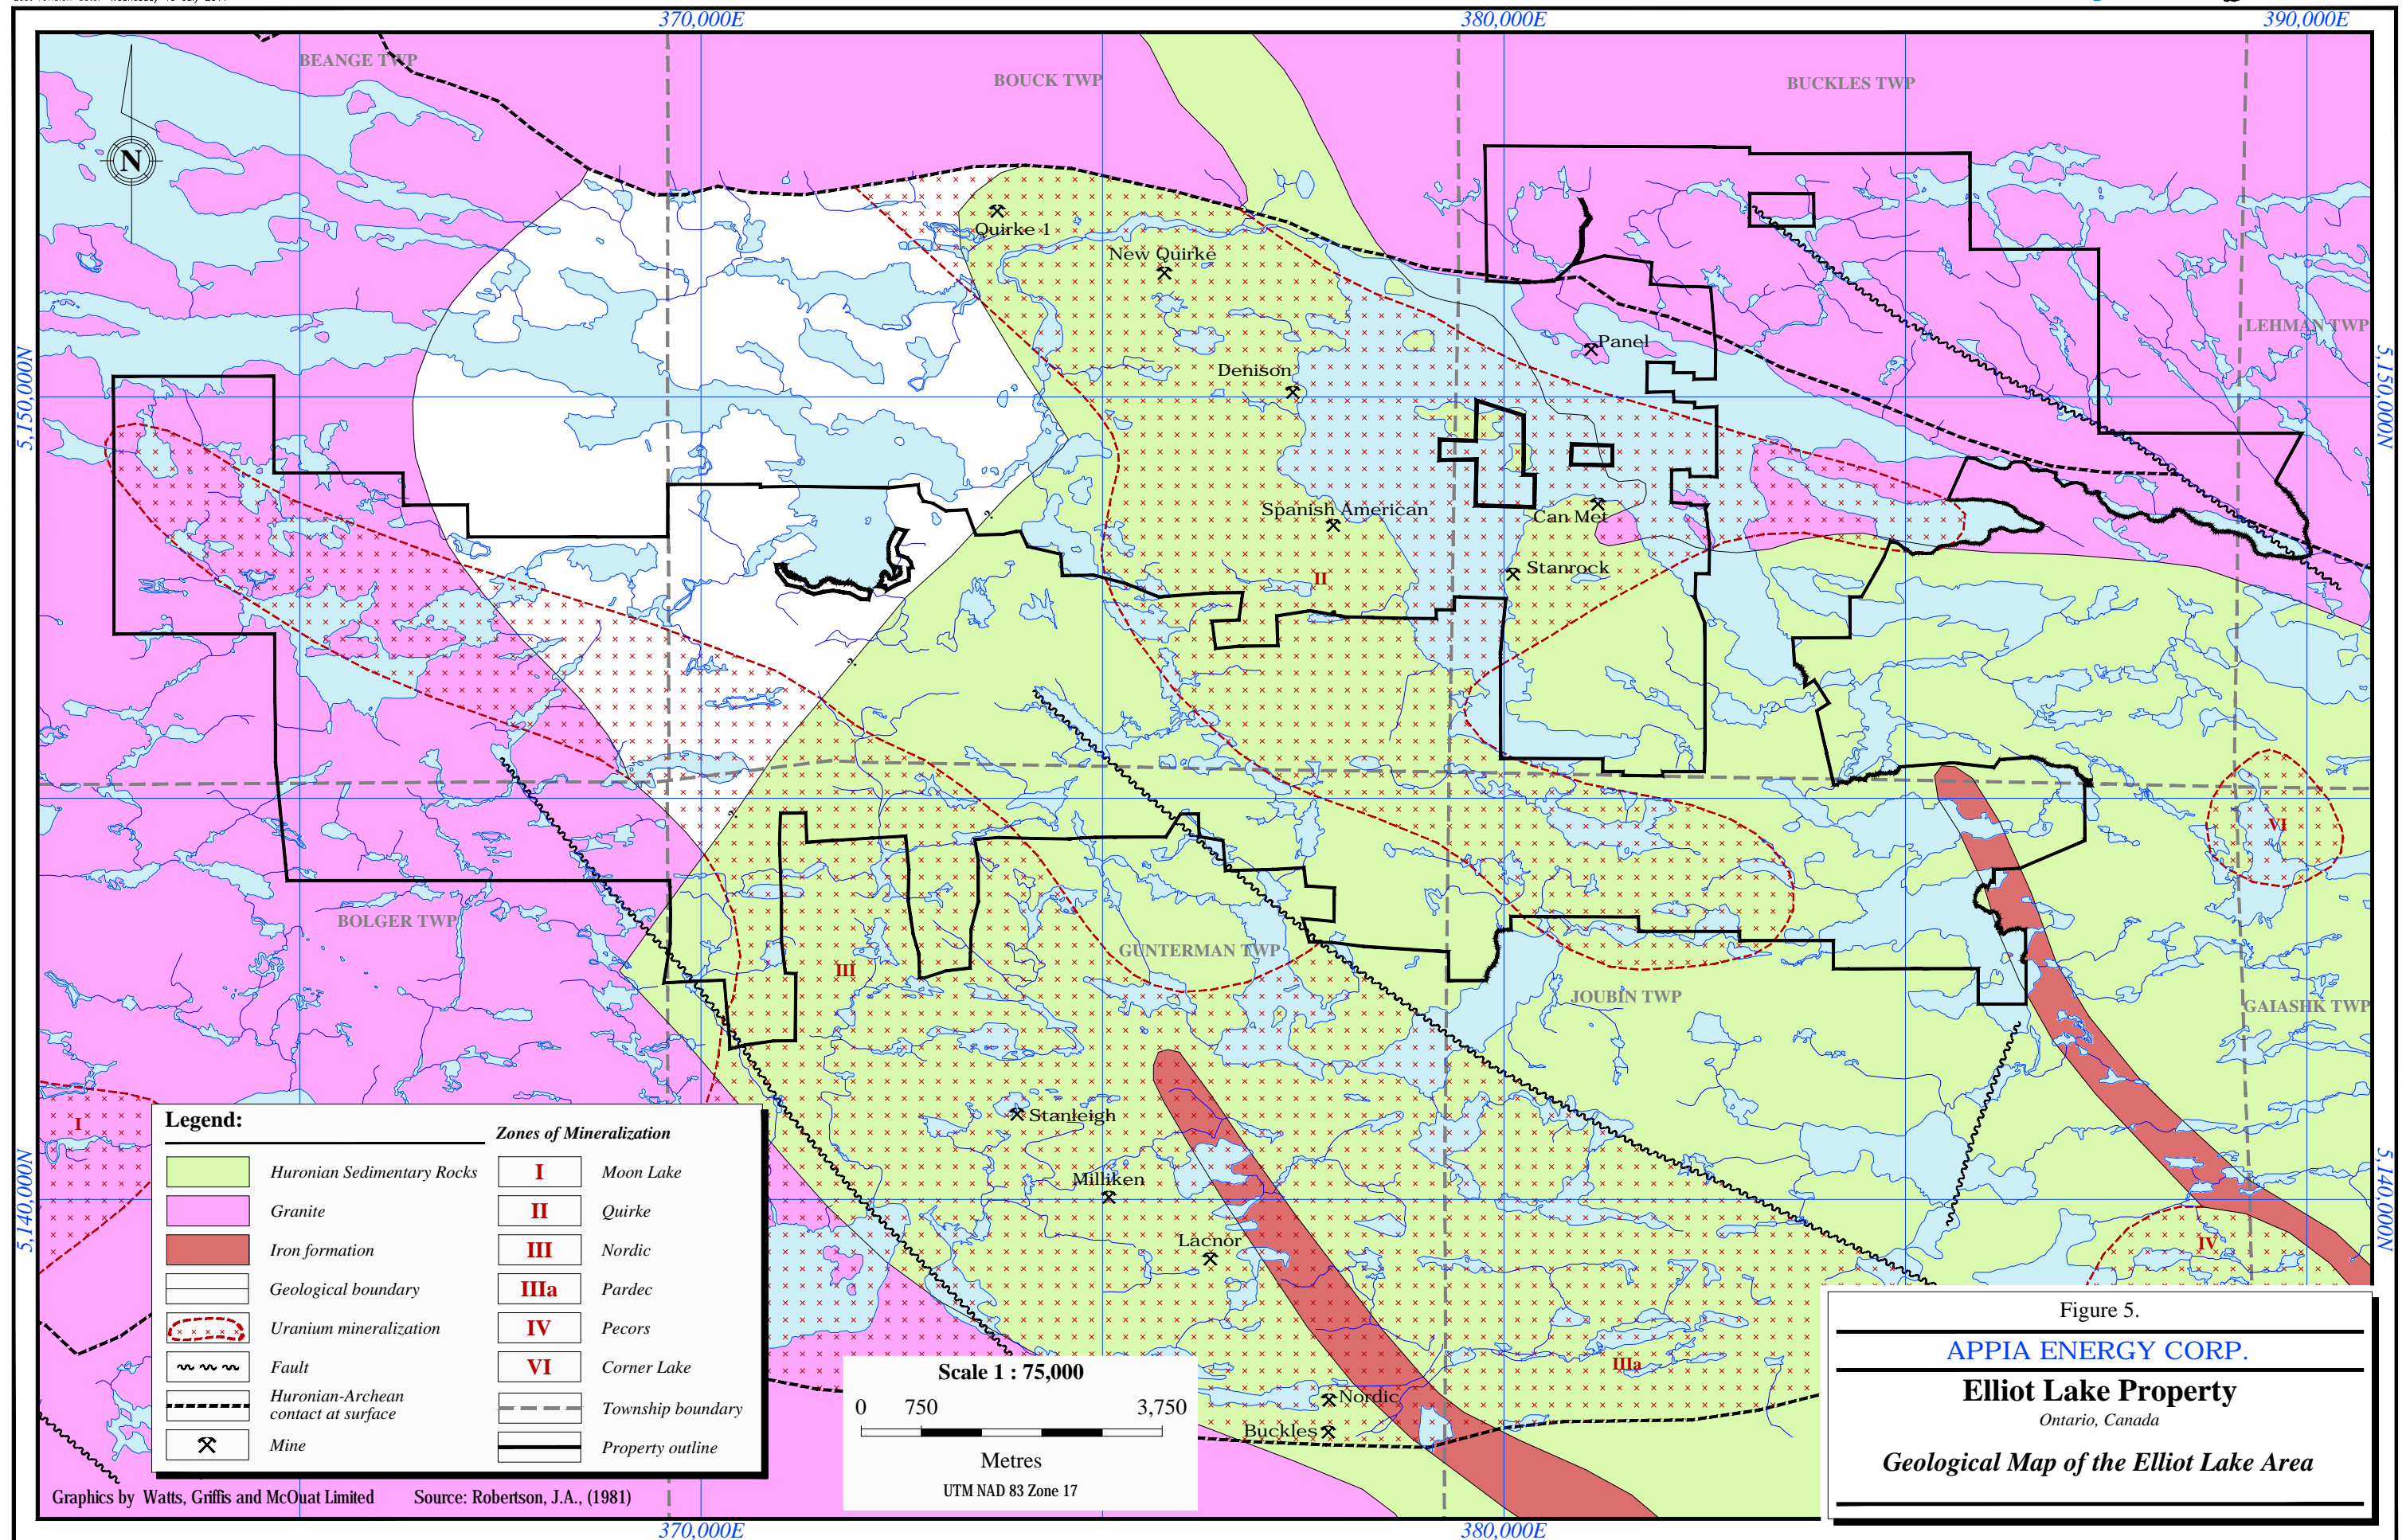 370,000E
380,000E
390,000E
BEANGE TWP
BOUCK TWP
BUCKLES TWP
N
Quirke 1
New Quirke
LEHMAN TWP
Panel
5,150,000N
5,150,000N
Denison
Spanish American
Can Met
?
Stanrock
II
?
?
VI
BOLGER TWP
GUNTERMAN TWP
III
JOUBIN TWP
GAIASHK TWP
I
Stanleigh
Milliken
5,140,000N
5,140,000N
Lacnor
IV
IIIa
Nordic
Buckles
Legend:
Huronian Sedimentary Rocks
Granite
Iron formation
Geological boundary
Uranium mineralization
Fault
Huronian-Archean
contact at surface
Mine
Zones of Mineralization
I Moon Lake
II Quirke
III Nordic
IIIa Pardec
IV Pecors
VI Corner Lake
Township boundary
Property outline
Scale 1 : 75,000
0 750 3,750
Metres
UTM NAD 83 Zone 17
Figure 5.
APPIA ENERGY CORP.
Elliot Lake Property
Ontario, Canada
Geological Map of the Elliot Lake Area
Graphics by Watts, Griffis and McOuat Limited Source: Robertson, J.A., (1981)
370,000E
380,000E